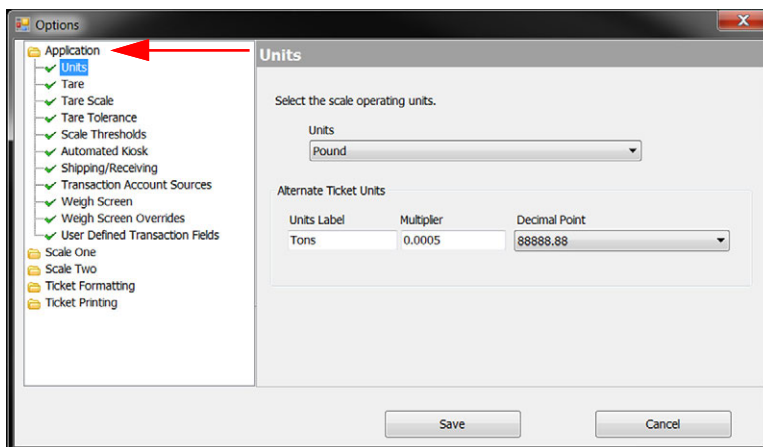 Options
Application
Units
Tare
Tare Scale
Tare Tolerance
Scale Thresholds
Automated Kiosk
Shipping/Receiving
Transaction Account Sources
Weigh Screen
Weigh Screen Overrides
User Defined Transaction Fields
Scale One
Scale Two
Ticket Formatting
Ticket Printing
Units
Select the scale operating units.
Units
Pound
Alternate Ticket Units
Units Label Multipler Decimal Point
Tons 0.0005 88888.88
Save Cancel